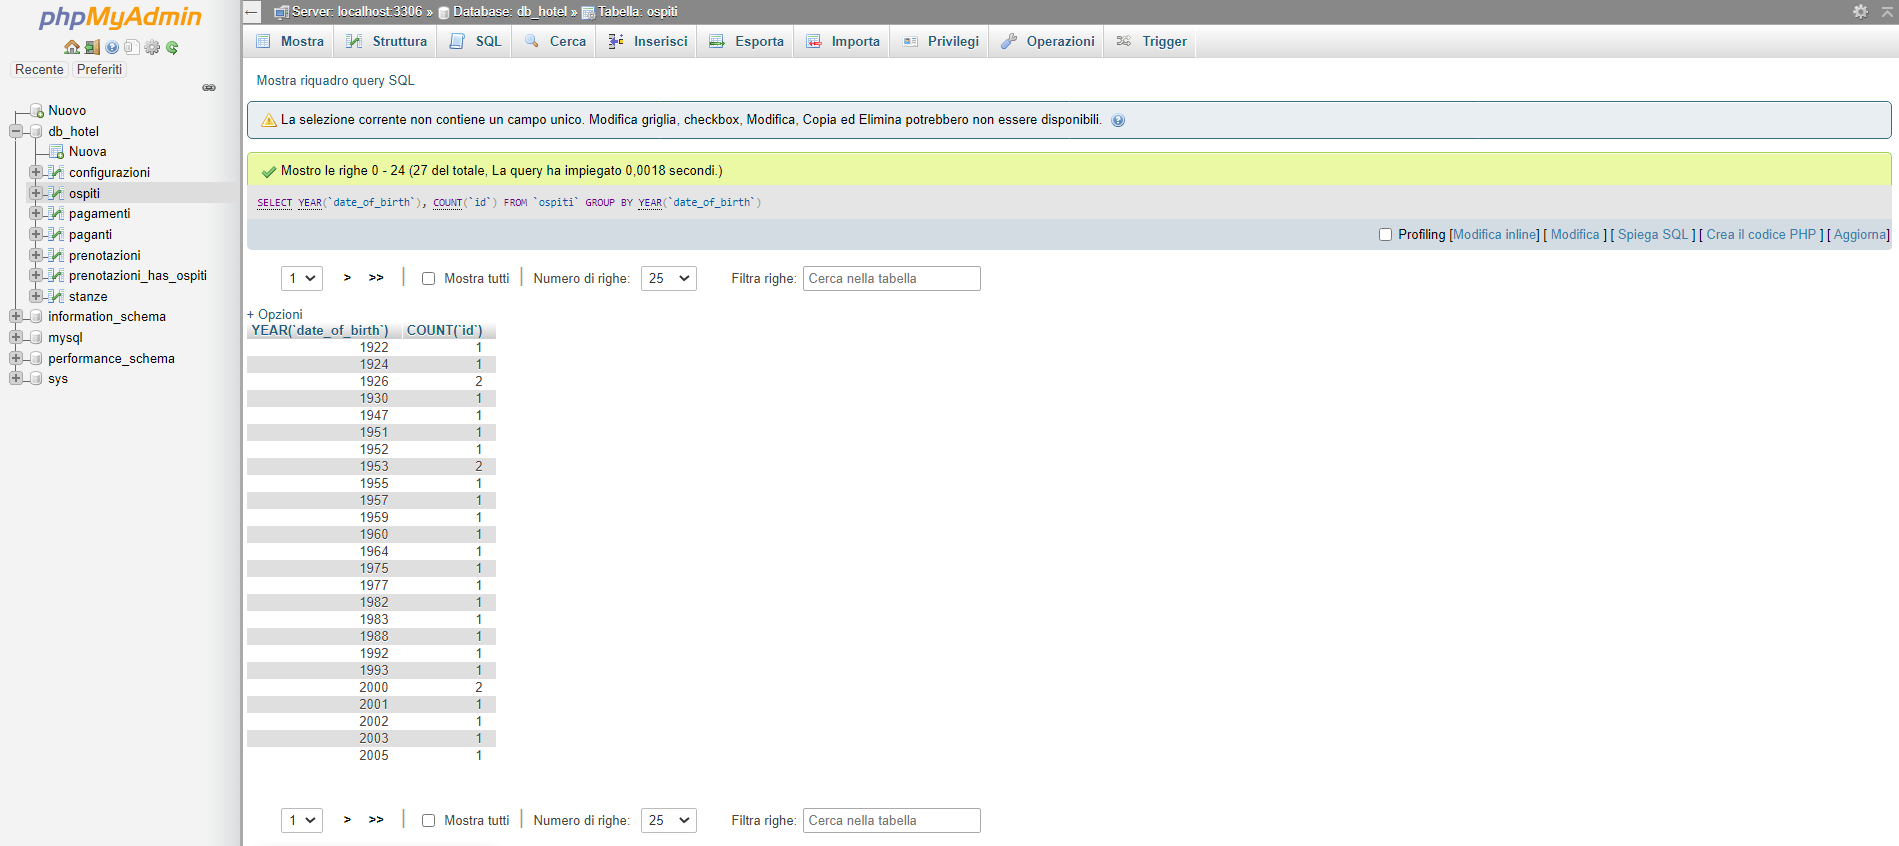 phpMyAdmin
Recente Preferiti
Nuovo
db_hotel
Nuova
configurazioni
ospiti
pagamenti
paganti
prenotazioni
prenotazioni_has_ospiti
stanze
information_schema
mysql
performance_schema
sys
Server: localhost:3306 » Database: db_hotel » Tabella: ospiti
Mostra Struttura SQL Cerca Inserisci Esporta Importa Privilegi Operazioni Trigger
Mostra riquadro query SQL
La selezione corrente non contiene un campo unico. Modifica griglia, checkbox, Modifica, Copia ed Elimina potrebbero non essere disponibili.
Mostro le righe 0 - 24 (27 del totale, La query ha impiegato 0,0018 secondi.)
SELECT YEAR(`date_of_birth`), COUNT(`id`) FROM `ospiti` GROUP BY YEAR(`date_of_birth`)
Profiling [Modifica inline] [ Modifica ] [ Spiega SQL ] [ Crea il codice PHP ] [ Aggiorna]
1 > >> | Mostra tutti | Numero di righe: 25 Filtra righe: Cerca nella tabella
+ Opzioni
YEAR(`date_of_birth`) COUNT(`id`)
1922 1
1924 1
1926 2
1930 1
1947 1
1951 1
1952 1
1953 2
1955 1
1957 1
1959 1
1960 1
1964 1
1975 1
1977 1
1982 1
1983 1
1988 1
1992 1
1993 1
2000 2
2001 1
2002 1
2003 1
2005 1
1 > >> | Mostra tutti | Numero di righe: 25 Filtra righe: Cerca nella tabella